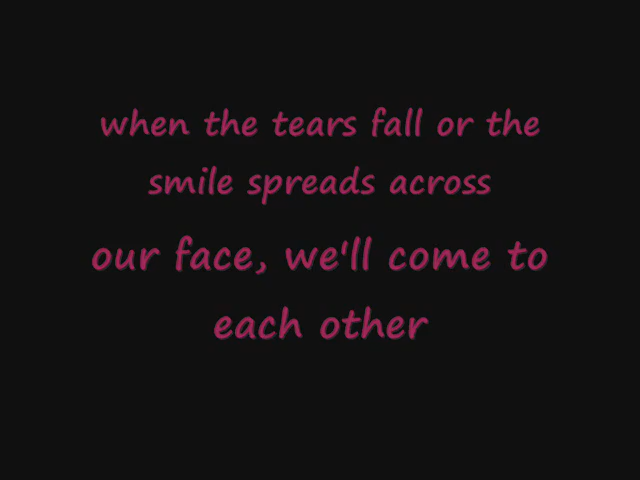 when the tears fall or the
smile spreads across
our face, we'll come to
each other